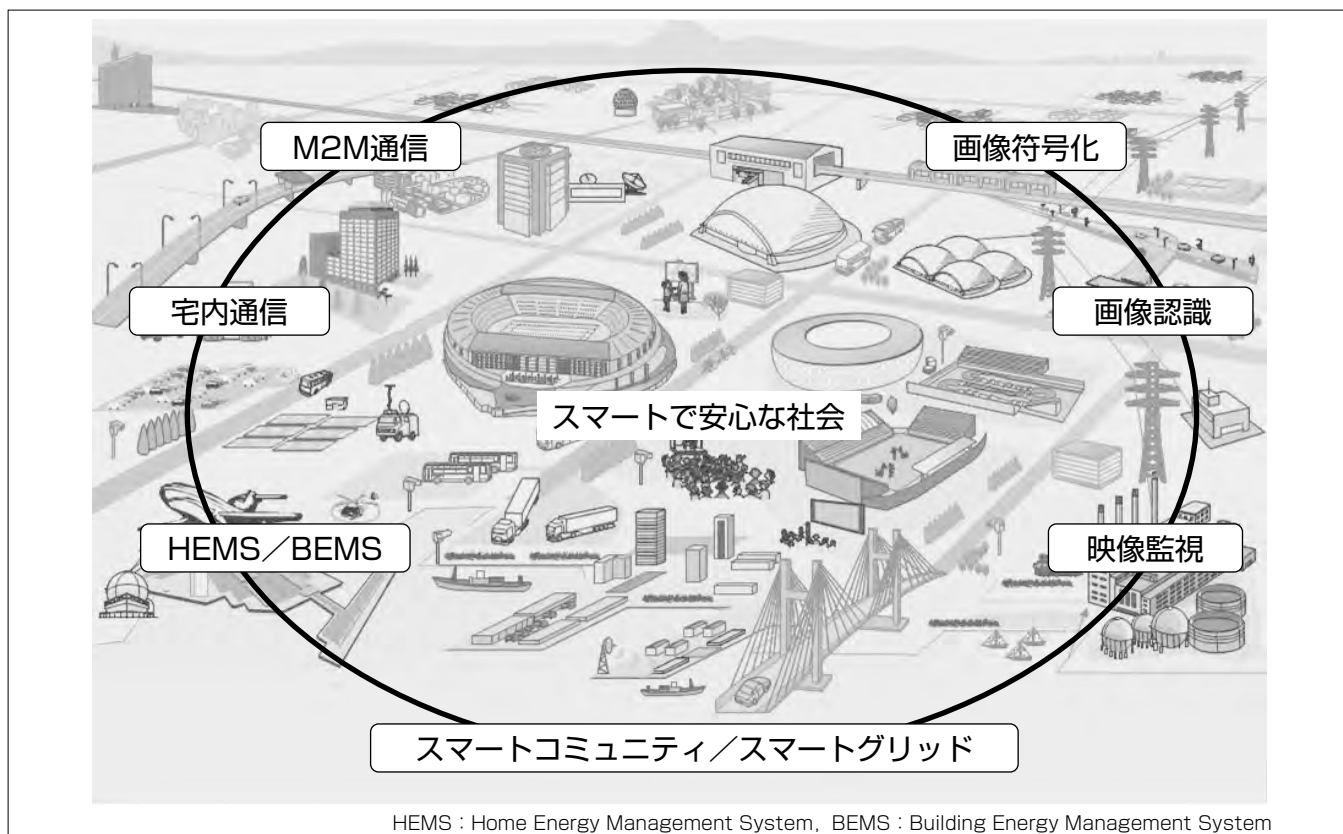 M2M通信
画像符号化
宅内通信
画像認識
スマートで安心な社会
HEMS／BEMS
映像監視
スマートコミュニティ／スマートグリッド
HEMS：Home Energy Management System，BEMS：Building Energy Management System